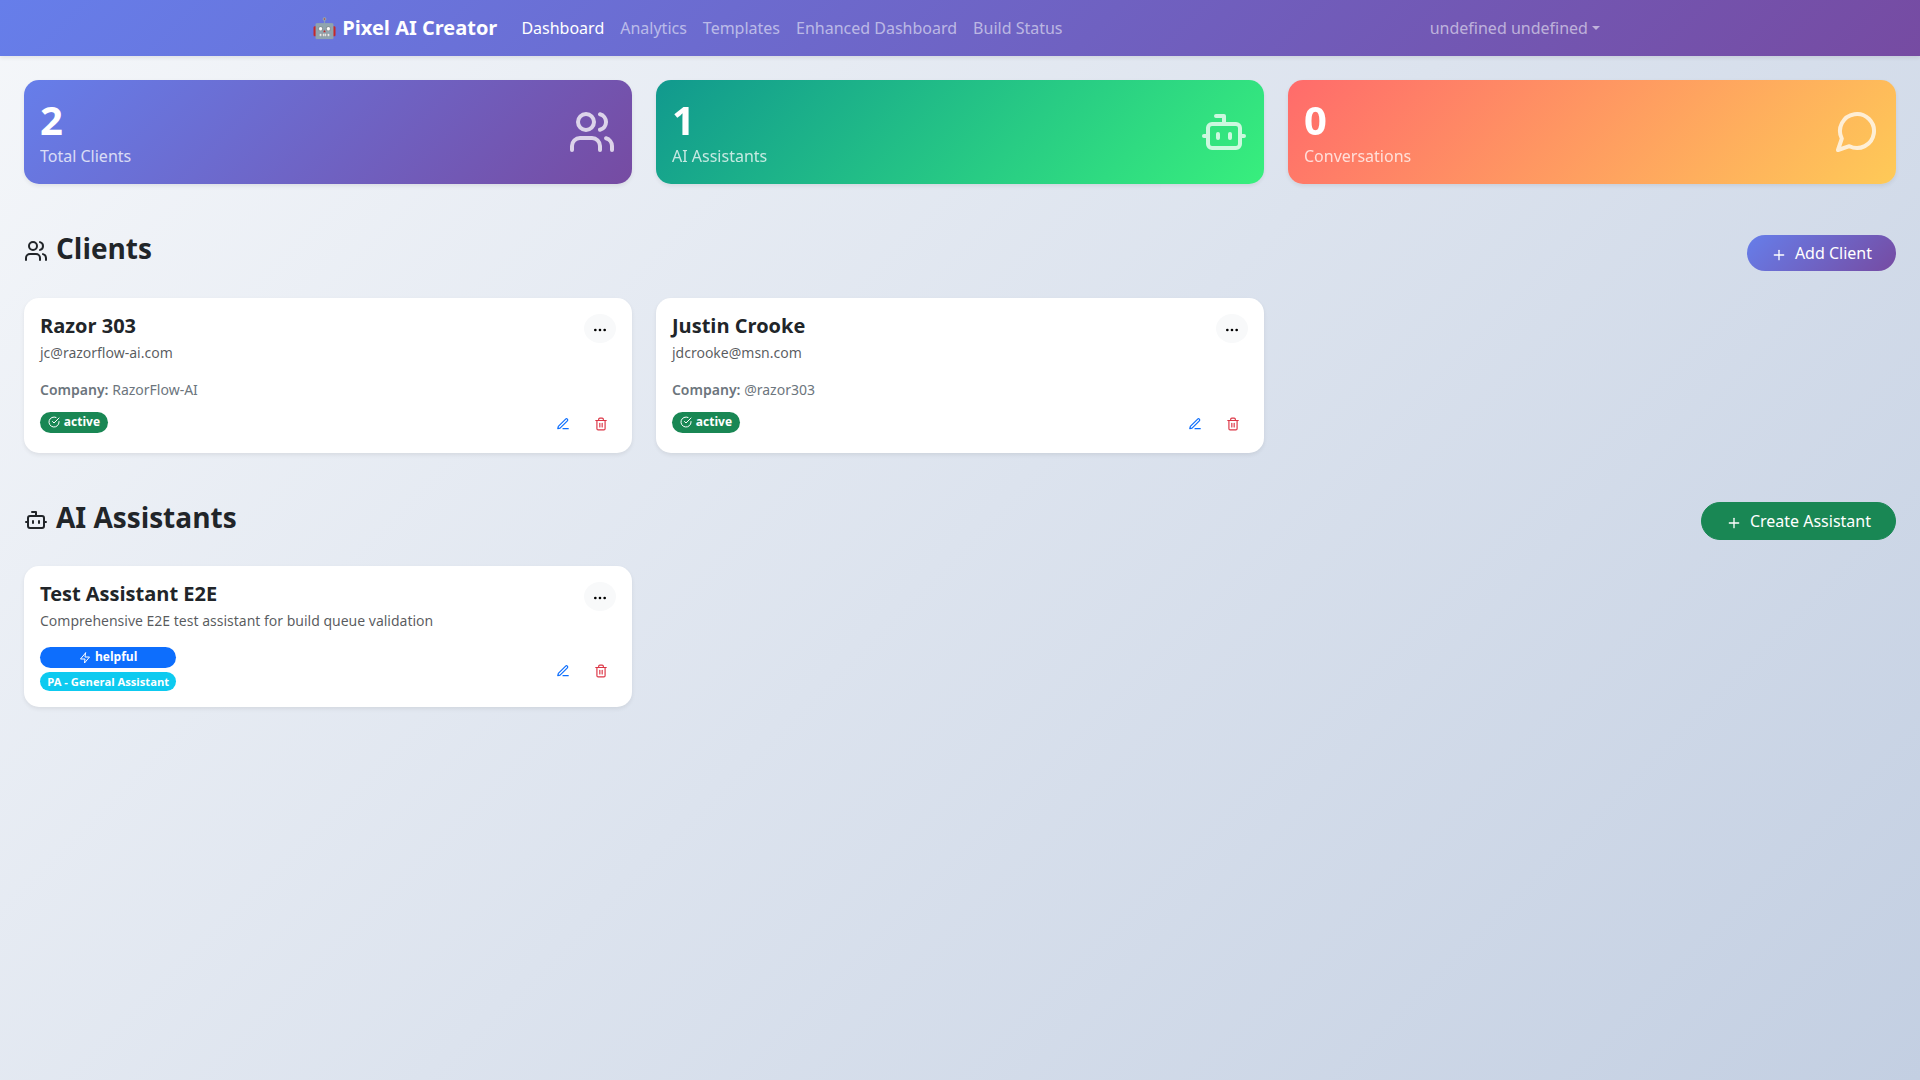 🤖 Pixel AI Creator Dashboard Analytics Templates Enhanced Dashboard Build Status undefined undefined
2
Total Clients
1
AI Assistants
0
Conversations
Clients
+ Add Client
Razor 303
...
jc@razorflow-ai.com
Company: RazorFlow-AI
active
Justin Crooke
...
jdcrooke@msn.com
Company: @razor303
active
AI Assistants
+ Create Assistant
Test Assistant E2E
...
Comprehensive E2E test assistant for build queue validation
helpful
PA - General Assistant